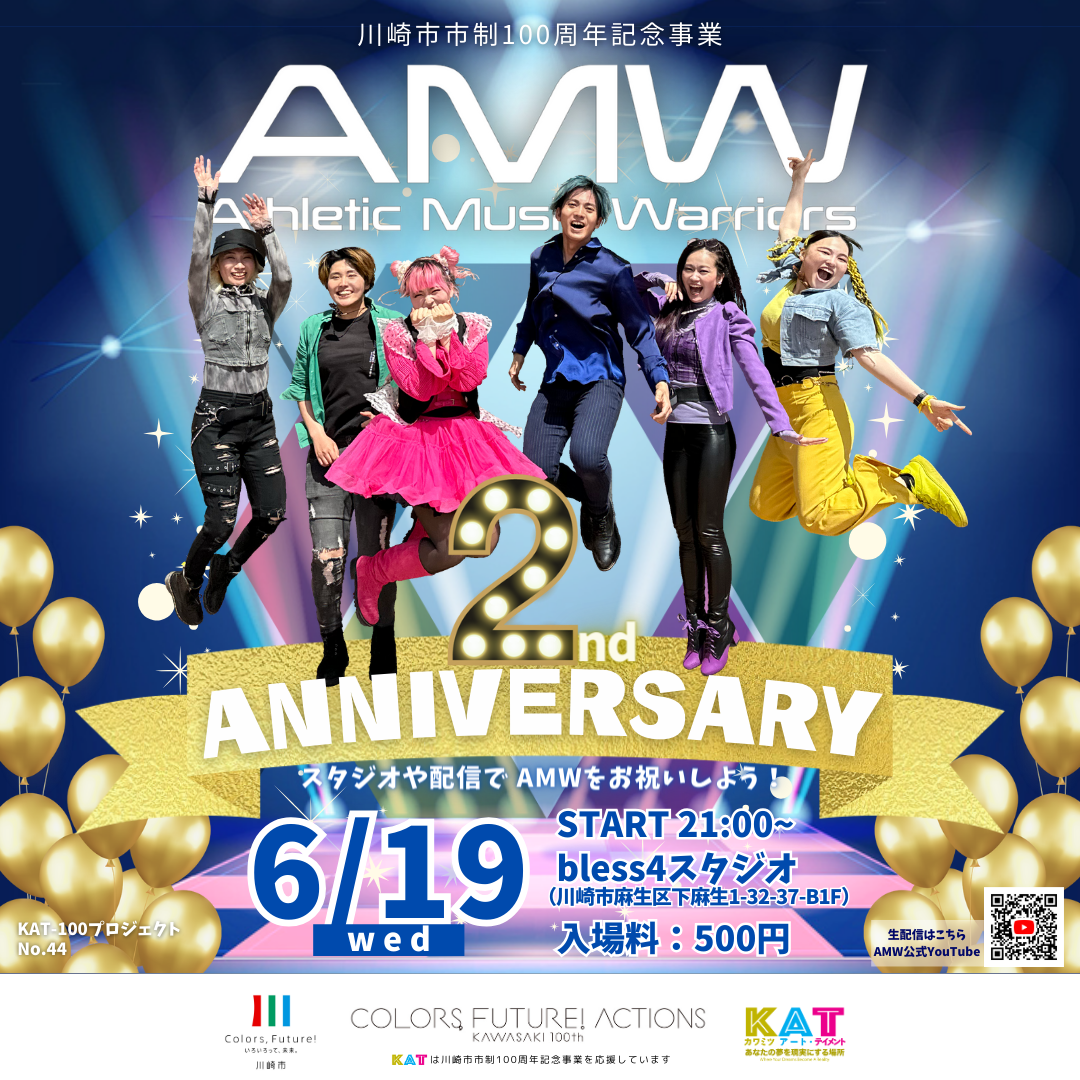 川崎市市制100周年記念事業
AMW
Athletic Music Warriors
2nd
ANNIVERSARY
スタジオや配信で AMWをお祝いしよう！
6/19
wed
START 21:00~
bless4スタジオ
（川崎市麻生区下麻生1-32-37-B1F）
入場料：500円
KAT-100プロジェクト
No.44
生配信はこちら
AMW公式YouTube
Colors, Future!
いろいろって、未来。
川崎市
COLORS, FUTURE! ACTIONS
KAWASAKI 100th
KATは川崎市市制100周年記念事業を応援しています
KAT
カワミツ アート・テイメント
あなたの夢を現実にする場所